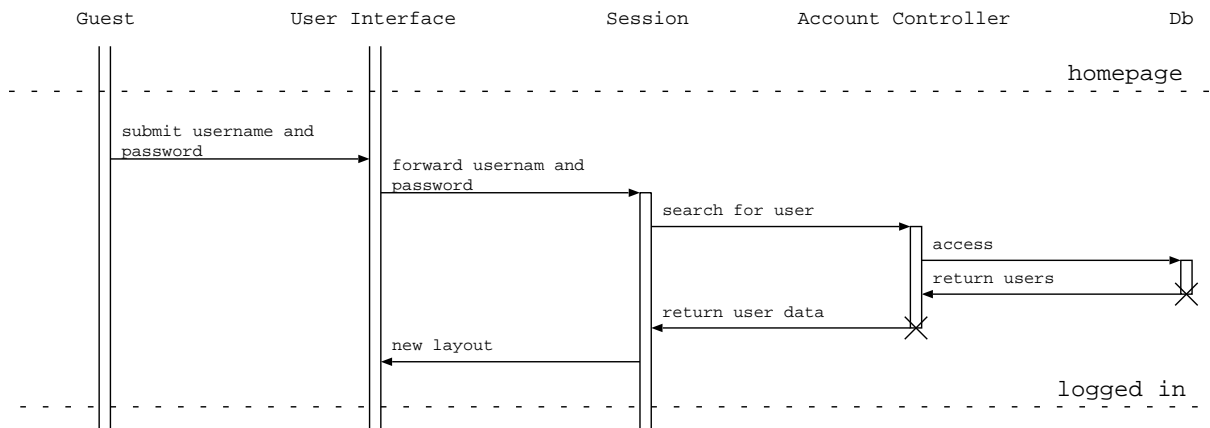 Guest User Interface Session Account Controller Db
homepage
submit username and
password
forward usernam and
password
search for user
access
return users
return user data
new layout
logged in